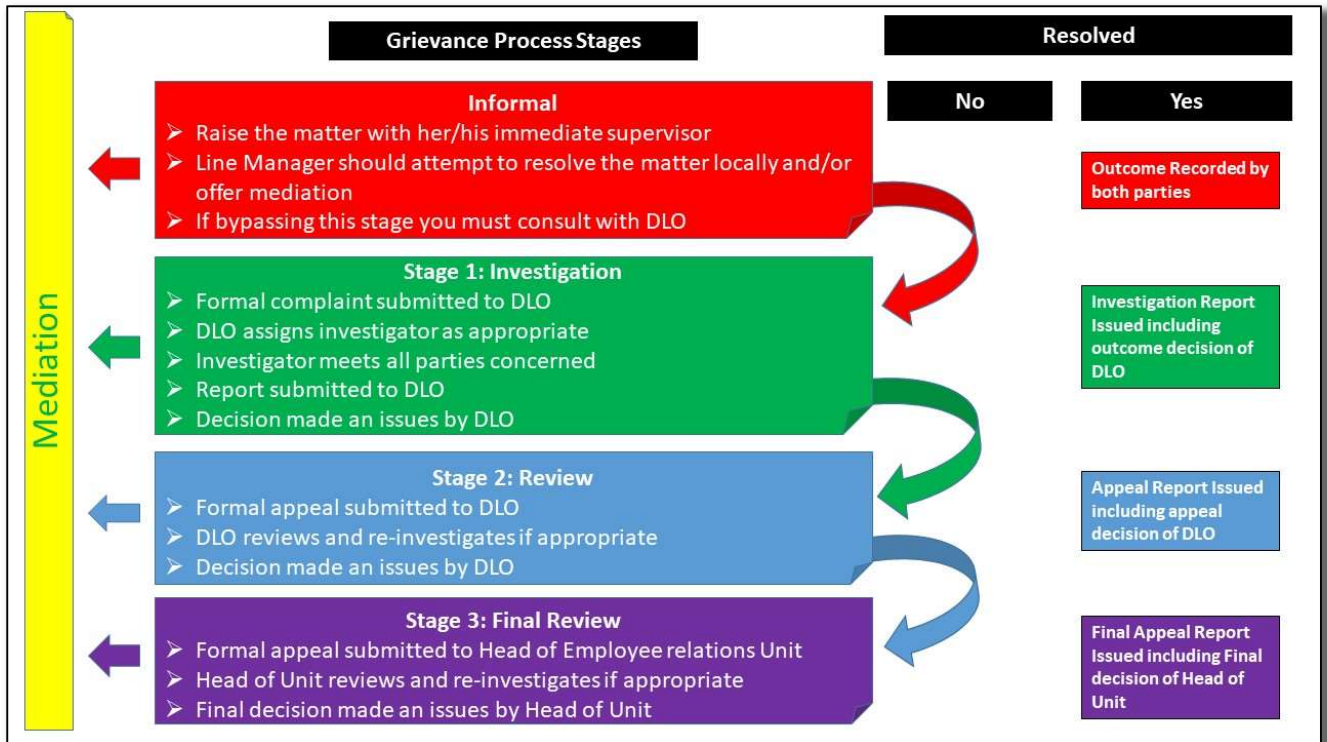 Mediation
Grievance Process Stages
Resolved
No
Yes
Informal
➢ Raise the matter with her/his immediate supervisor
➢ Line Manager should attempt to resolve the matter locally and/or
offer mediation
➢ If bypassing this stage you must consult with DLO
Outcome Recorded by
both parties
Stage 1: Investigation
➢ Formal complaint submitted to DLO
➢ DLO assigns investigator as appropriate
➢ Investigator meets all parties concerned
➢ Report submitted to DLO
➢ Decision made an issues by DLO
Investigation Report
Issued including
outcome decision of
DLO
Stage 2: Review
➢ Formal appeal submitted to DLO
➢ DLO reviews and re-investigates if appropriate
➢ Decision made an issues by DLO
Appeal Report Issued
including appeal
decision of DLO
Stage 3: Final Review
➢ Formal appeal submitted to Head of Employee relations Unit
➢ Head of Unit reviews and re-investigates if appropriate
➢ Final decision made an issues by Head of Unit
Final Appeal Report
Issued including Final
decision of Head of
Unit